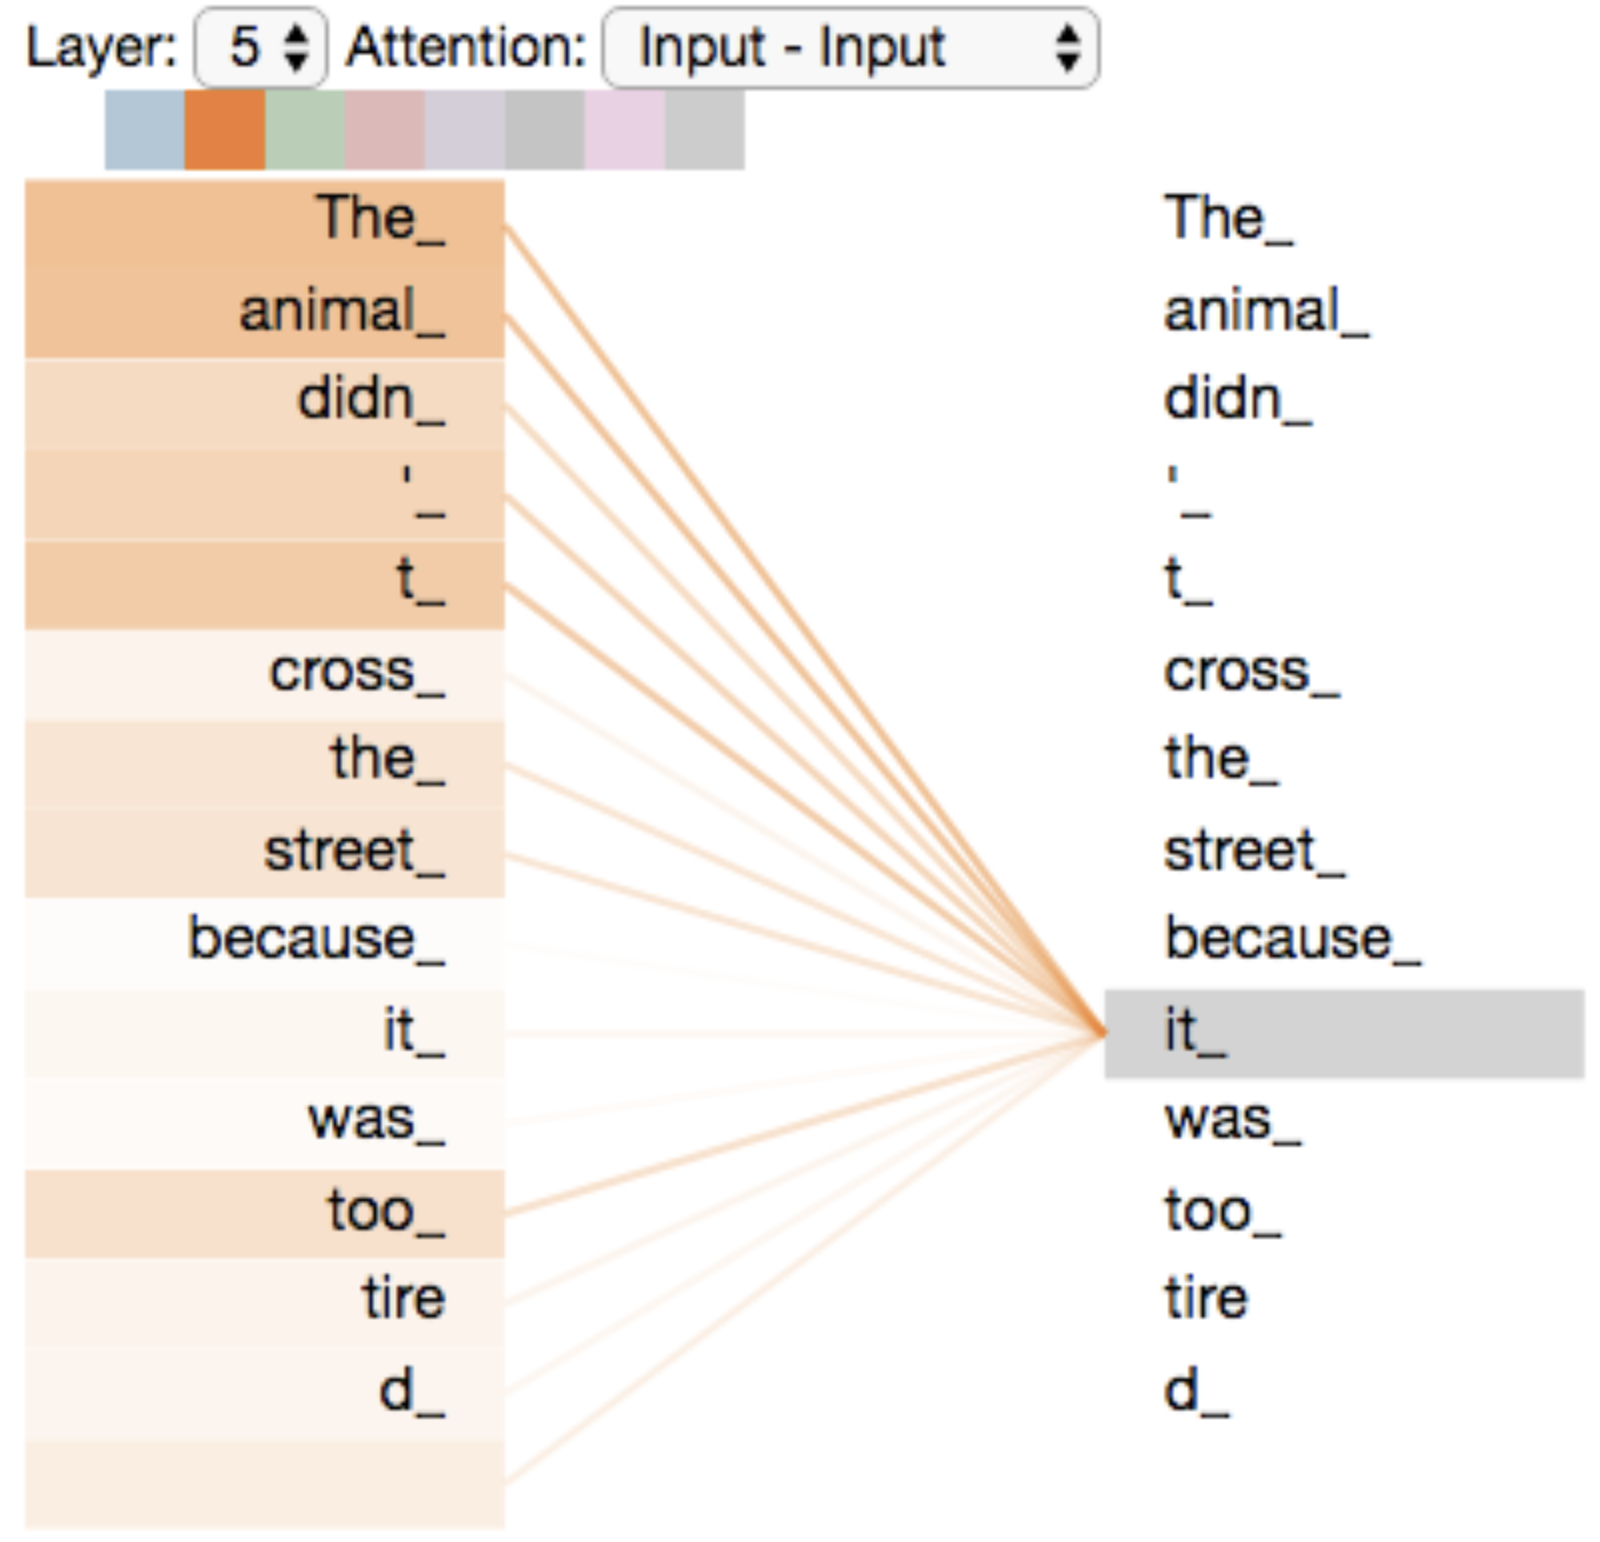 Layer: 5 Attention: Input - Input
The_ The_
animal_ animal_
didn_ didn_
'_ '_
t_ t_
cross_ cross_
the_ the_
street_ street_
because_ because_
it_ it_
was_ was_
too_ too_
tire tire
d_ d_